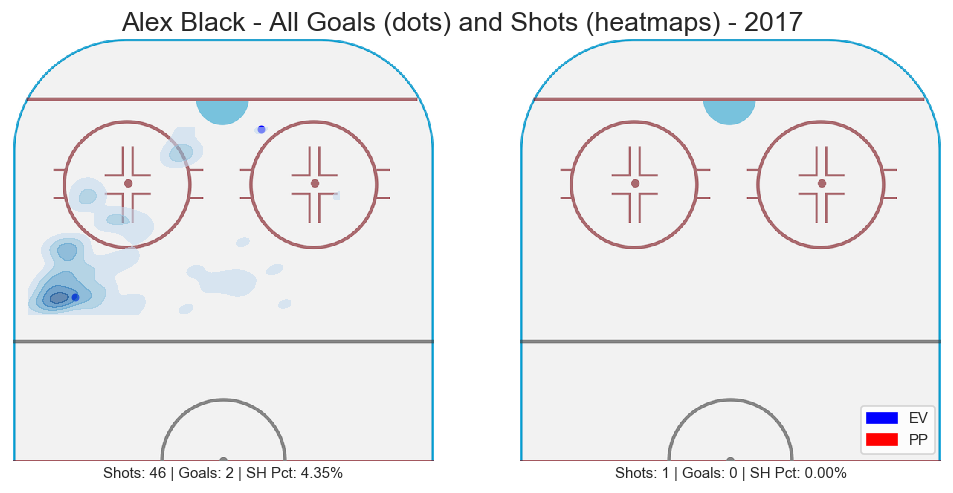 Alex Black - All Goals (dots) and Shots (heatmaps) - 2017
EV
PP
Shots: 46 | Goals: 2 | SH Pct: 4.35%
Shots: 1 | Goals: 0 | SH Pct: 0.00%